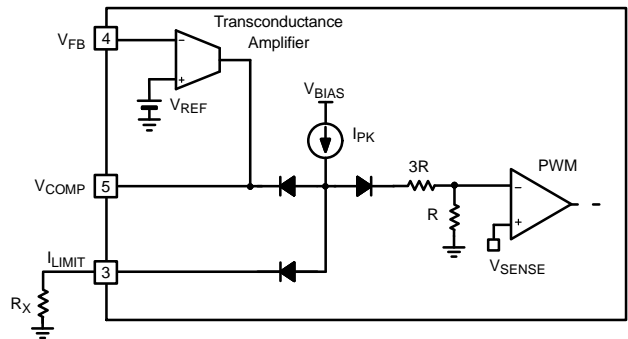 Transconductance
Amplifier
VFB
4
−
+
VREF
VBIAS
IPK
VCOMP
5
3R
R
PWM
−
+
VSENSE
ILIMIT
3
RX